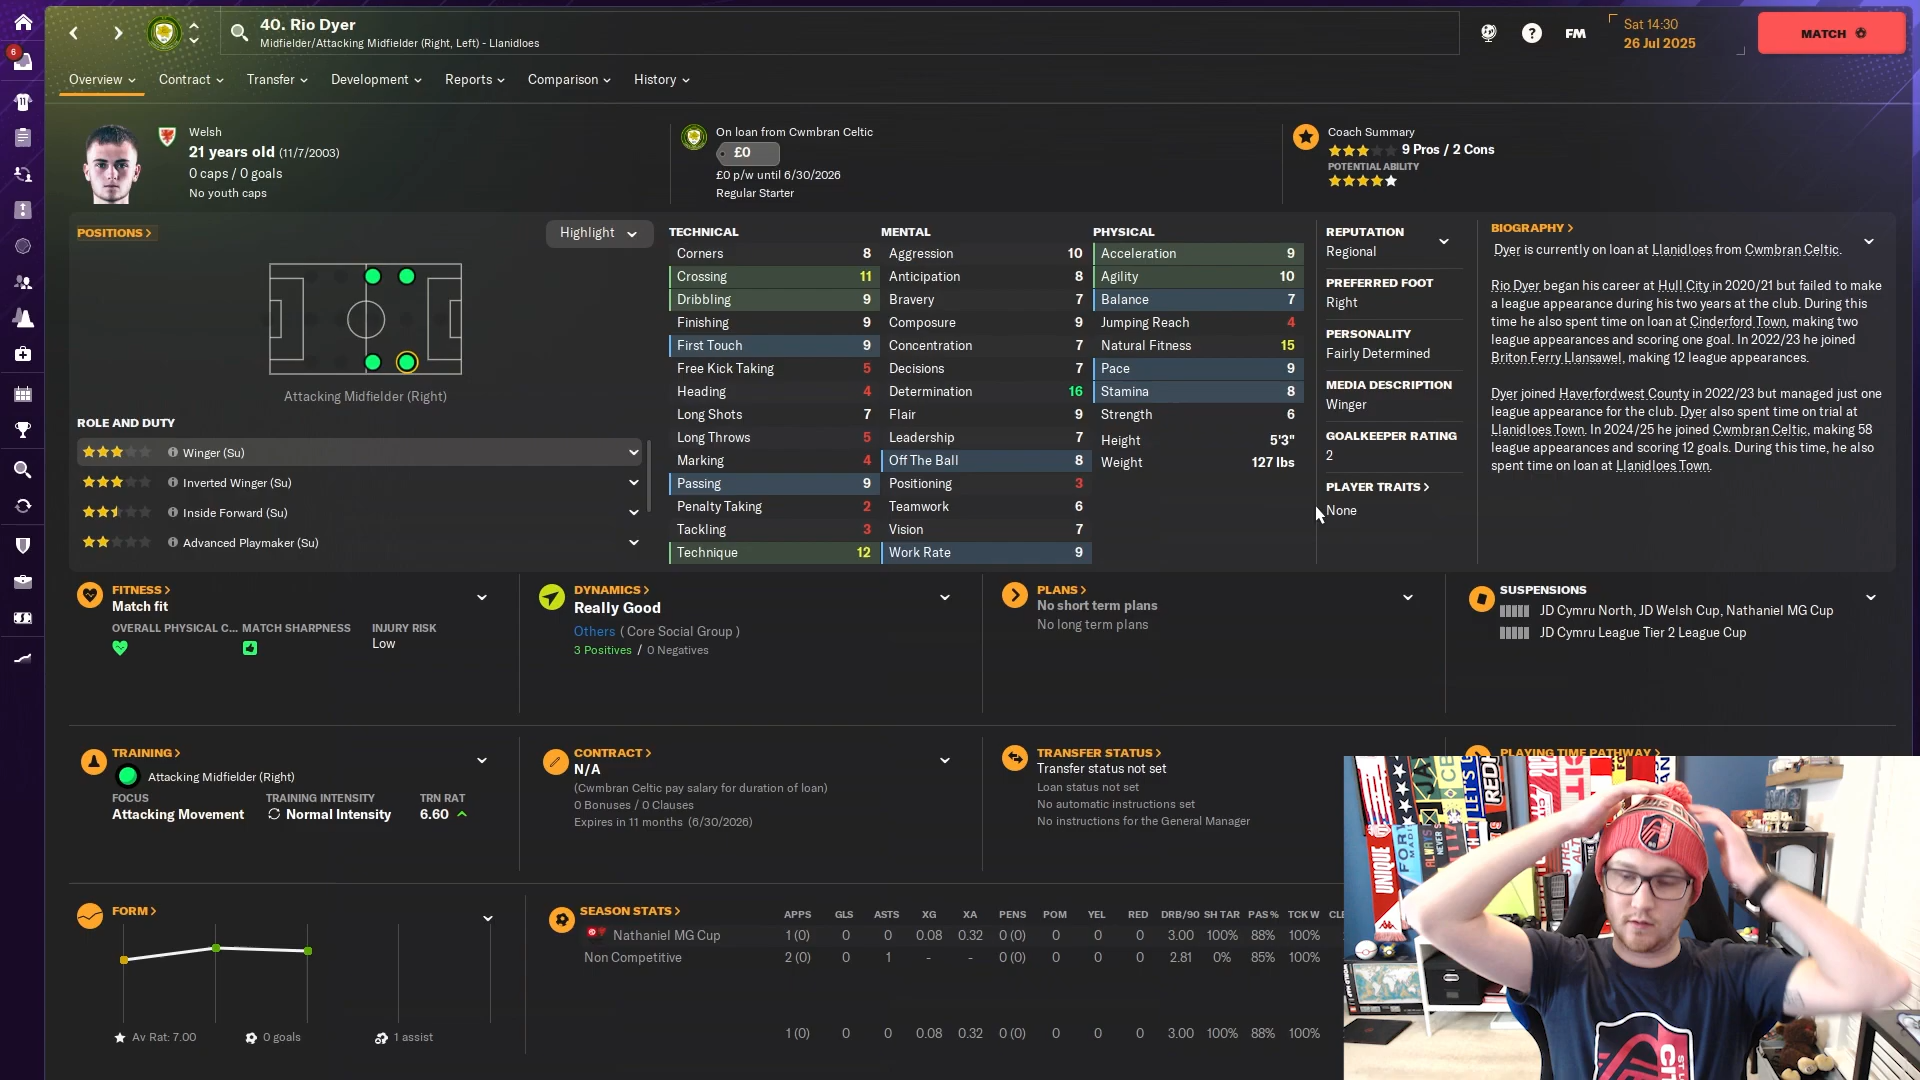 40. Rio Dyer
Midfielder/Attacking Midfielder (Right, Left) - Llanidloes
FM
Sat 14:30
26 Jul 2025
MATCH
6
Overview
Contract
Transfer
Development
Reports
Comparison
History
Welsh
21 years old (11/7/2003)
0 caps / 0 goals
No youth caps
On loan from Cwmbran Celtic
£0
£0 p/w until 6/30/2026
Regular Starter
Coach Summary
9 Pros / 2 Cons
POTENTIAL ABILITY
POSITIONS >
Highlight
Attacking Midfielder (Right)
ROLE AND DUTY
Winger (Su)
Inverted Winger (Su)
Inside Forward (Su)
Advanced Playmaker (Su)
TECHNICAL
Corners 8
Crossing 11
Dribbling 9
Finishing 9
First Touch 9
Free Kick Taking 5
Heading 4
Long Shots 7
Long Throws 5
Marking 4
Passing 9
Penalty Taking 2
Tackling 3
Technique 12
MENTAL
Aggression 10
Anticipation 8
Bravery 7
Composure 9
Concentration 7
Decisions 7
Determination 16
Flair 9
Leadership 7
Off The Ball 8
Positioning 3
Teamwork 6
Vision 7
Work Rate 9
PHYSICAL
Acceleration 9
Agility 10
Balance 7
Jumping Reach 4
Natural Fitness 15
Pace 9
Stamina 8
Strength 6
Height 5'3"
Weight 127 lbs
REPUTATION
Regional
PREFERRED FOOT
Right
PERSONALITY
Fairly Determined
MEDIA DESCRIPTION
Winger
GOALKEEPER RATING
2
PLAYER TRAITS >
None
BIOGRAPHY >
Dyer is currently on loan at Llanidloes from Cwmbran Celtic.
Rio Dyer began his career at Hull City in 2020/21 but failed to make
a league appearance during his two years at the club. During this
time he also spent time on loan at Cinderford Town, making two
league appearances and scoring one goal. In 2022/23 he joined
Briton Ferry Llansawel, making 12 league appearances.
Dyer joined Haverfordwest County in 2022/23 but managed just one
league appearance for the club. Dyer also spent time on trial at
Llanidloes Town. In 2024/25 he joined Cwmbran Celtic, making 58
league appearances and scoring 12 goals. During this time, he also
spent time on loan at Llanidloes Town.
FITNESS >
Match fit
OVERALL PHYSICAL C... MATCH SHARPNESS INJURY RISK
Low
DYNAMICS >
Really Good
Others ( Core Social Group )
3 Positives / 0 Negatives
PLANS >
No short term plans
No long term plans
SUSPENSIONS
JD Cymru North, JD Welsh Cup, Nathaniel MG Cup
JD Cymru League Tier 2 League Cup
TRAINING >
Attacking Midfielder (Right)
FOCUS TRAINING INTENSITY TRN RAT
Attacking Movement Normal Intensity 6.60
CONTRACT >
N/A
(Cwmbran Celtic pay salary for duration of loan)
0 Bonuses / 0 Clauses
Expires in 11 months (6/30/2026)
TRANSFER STATUS >
Transfer status not set
Loan status not set
No automatic instructions set
No instructions for the General Manager
PLAYING TIME PATHWAY >
FORM >
Av Rat: 7.00
0 goals
1 assist
SEASON STATS > APPS GLS ASTS XG XA PENS POM YEL RED DRB/90 SH TAR PAS % TCK W
Nathaniel MG Cup 1 (0) 0 0 0.08 0.32 0 (0) 0 0 0 3.00 100% 88% 100%
Non Competitive 2 (0) 0 1 - - 0 (0) 0 0 0 2.81 0% 85% 100%
1 (0) 0 0 0.08 0.32 0 (0) 0 0 0 3.00 100% 88% 100%
UNIQUE
LET'S